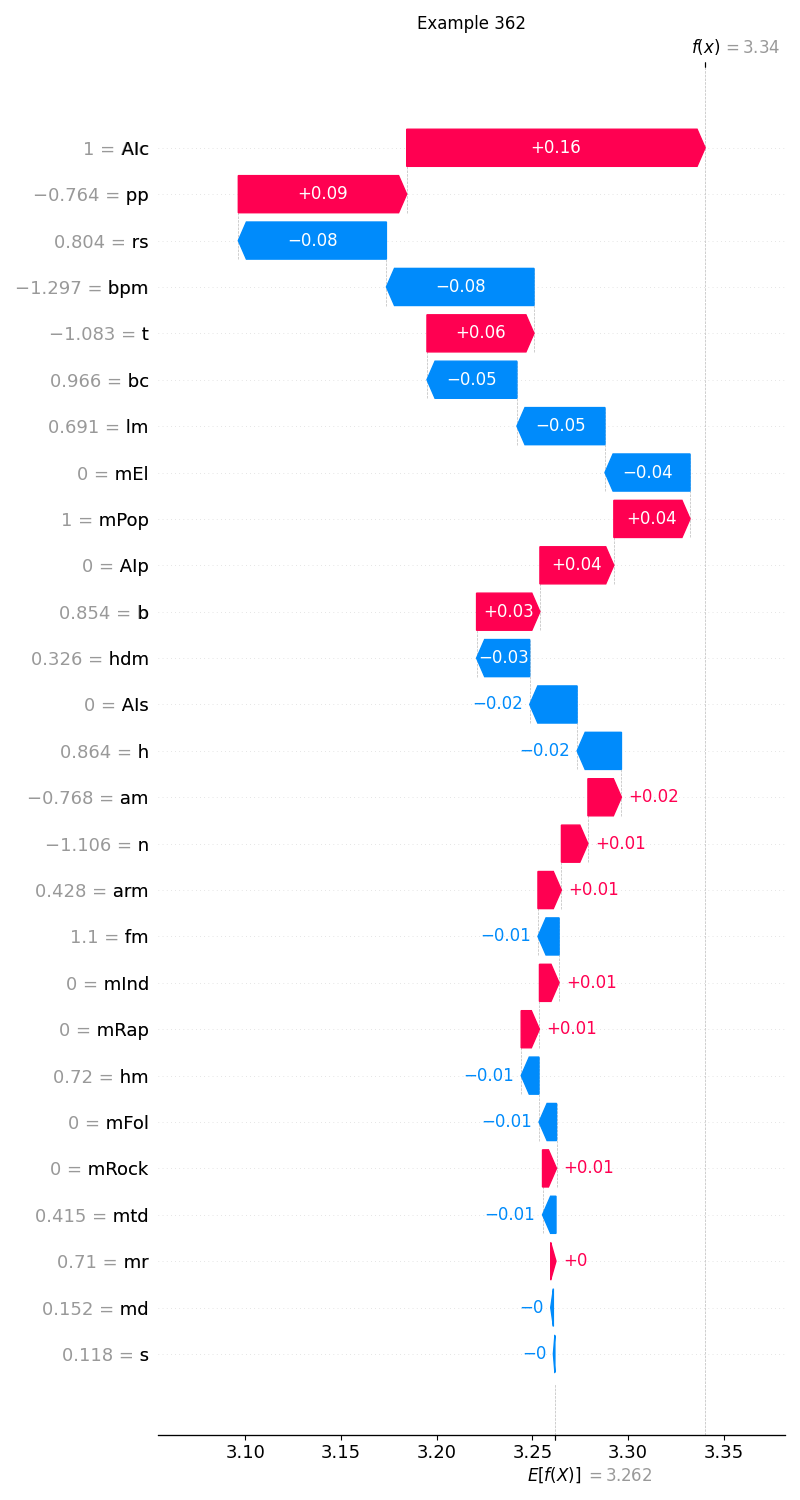 Example 362
f(x) = 3.34
1 = AIc +0.16
−0.764 = pp +0.09
0.804 = rs −0.08
−1.297 = bpm −0.08
−1.083 = t +0.06
0.966 = bc −0.05
0.691 = lm −0.05
0 = mEl −0.04
1 = mPop +0.04
0 = AIp +0.04
0.854 = b +0.03
0.326 = hdm −0.03
0 = AIs −0.02
0.864 = h −0.02
−0.768 = am +0.02
−1.106 = n +0.01
0.428 = arm +0.01
1.1 = fm −0.01
0 = mInd +0.01
0 = mRap +0.01
0.72 = hm −0.01
0 = mFol −0.01
0 = mRock +0.01
0.415 = mtd −0.01
0.71 = mr +0
0.152 = md −0
0.118 = s −0
3.10 3.15 3.20 3.25 3.30 3.35
E[f(X)] = 3.262